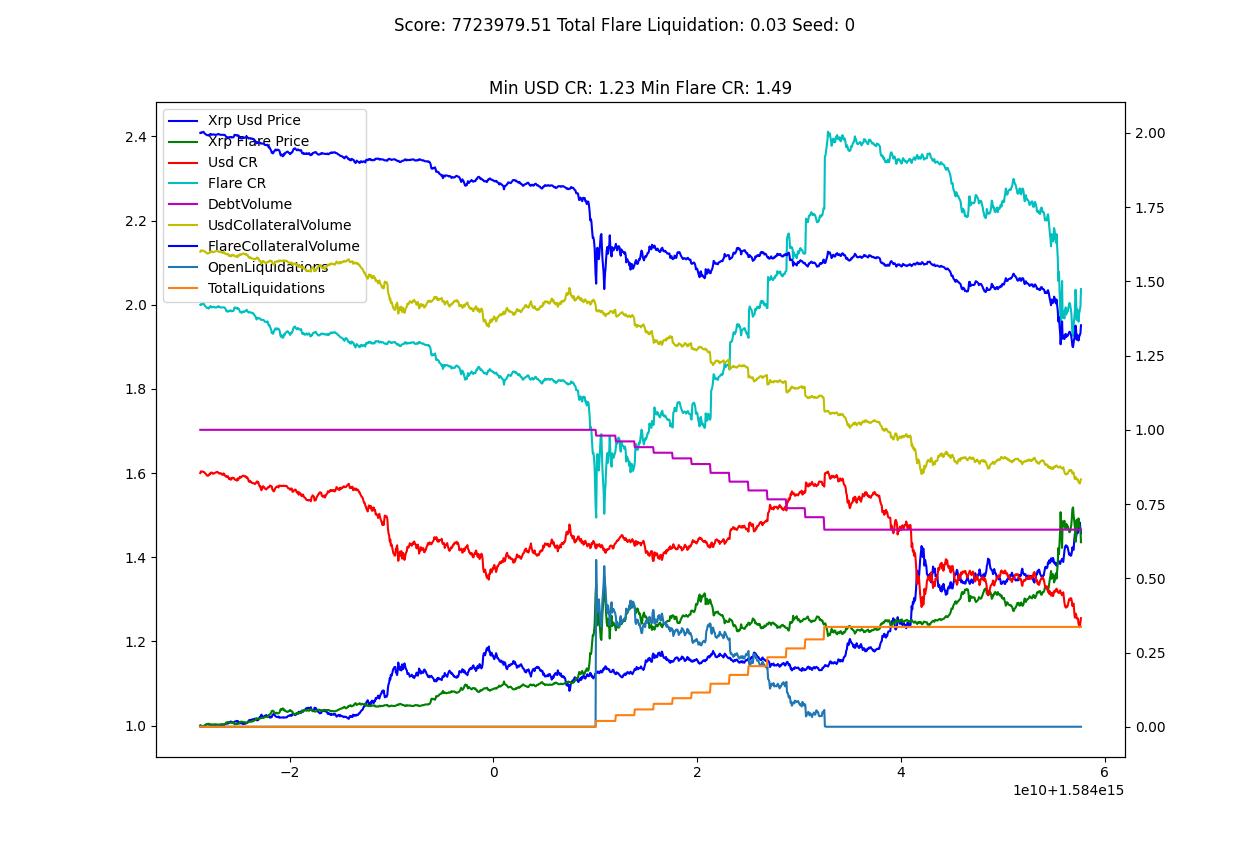 Score: 7723979.51 Total Flare Liquidation: 0.03 Seed: 0
Min USD CR: 1.23 Min Flare CR: 1.49
Xrp Usd Price
Xrp Flare Price
Usd CR
Flare CR
DebtVolume
UsdCollateralVolume
FlareCollateralVolume
OpenLiquidations
TotalLiquidations
2.4
2.2
2.0
1.8
1.6
1.4
1.2
1.0
2.00
1.75
1.50
1.25
1.00
0.75
0.50
0.25
0.00
−2 0 2 4 6
1e10+1.584e15